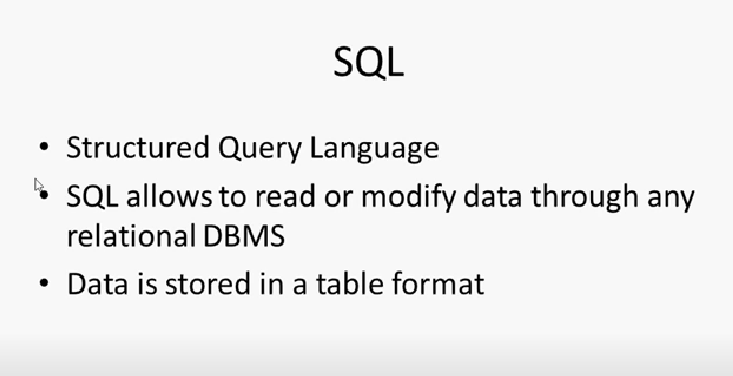 SQL
• Structured Query Language
• SQL allows to read or modify data through any
relational DBMS
• Data is stored in a table format